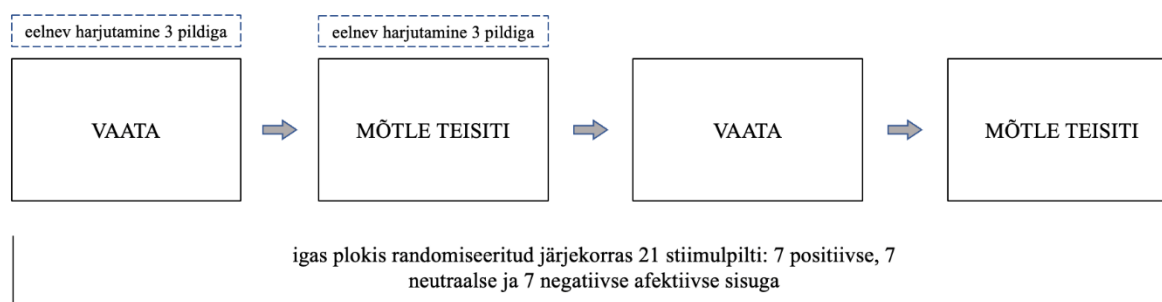 eelnev harjutamine 3 pildiga
eelnev harjutamine 3 pildiga
VAATA
MÕTLE TEISITI
VAATA
MÕTLE TEISITI
igas plokis randomiseeritud järjekorras 21 stiimulpilti: 7 positiivse, 7
neutraalse ja 7 negatiivse afektiivse sisuga